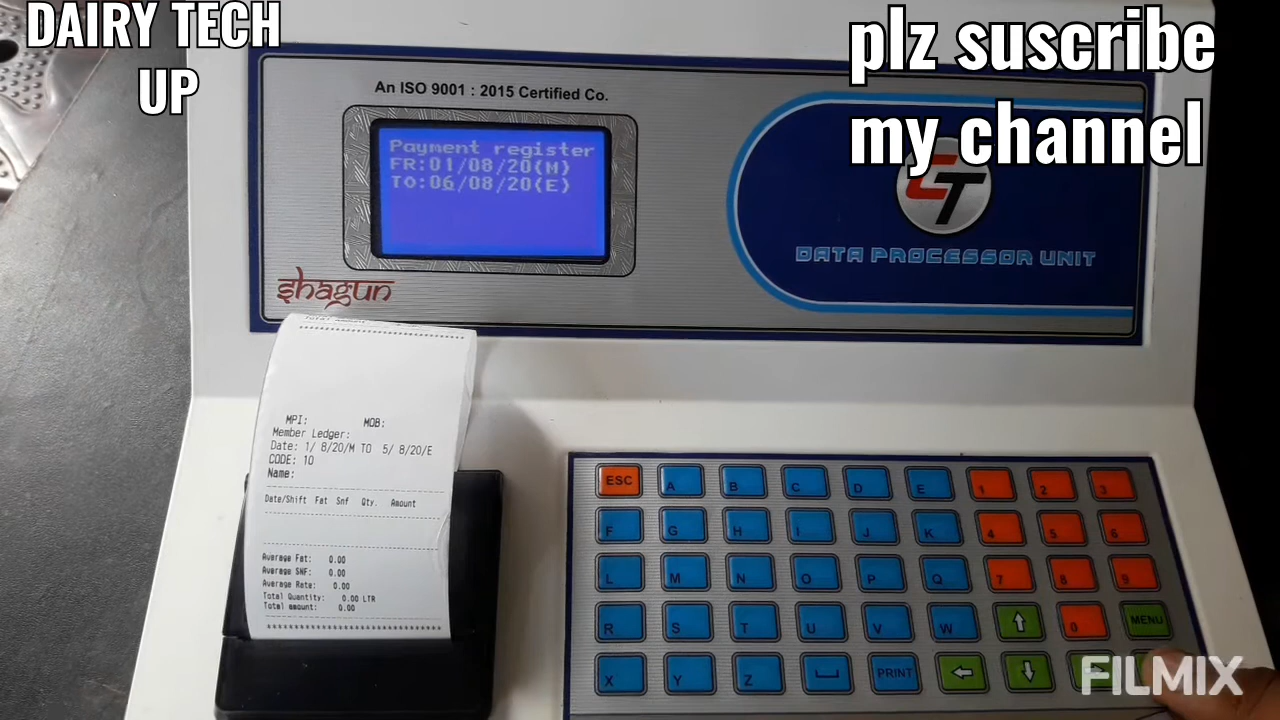 DAIRY TECH
UP
plz suscribe
my channel
An ISO 9001 : 2015 Certified Co.
Payment register
FR:01/08/20(M)
TO:06/08/20(E)
CT
DATA PROCESSOR UNIT
shagun
MPI: MOB:
Member Ledger:
Date: 1/ 8/20/M TO 5/ 8/20/E
CODE: 10
Name:
Date/Shift Fat Snf Qty. Amount
Average Fat: 0.00
Average SNF: 0.00
Average Rate: 0.00
Total Quantity: 0.00 LTR
Total amount: 0.00
ESC A B C D E 1 2 3
F G H I J K 4 5 6
L M N O P Q 7 8 9
R S T U V W 0 MENU
X Y Z PRINT
FILMIX